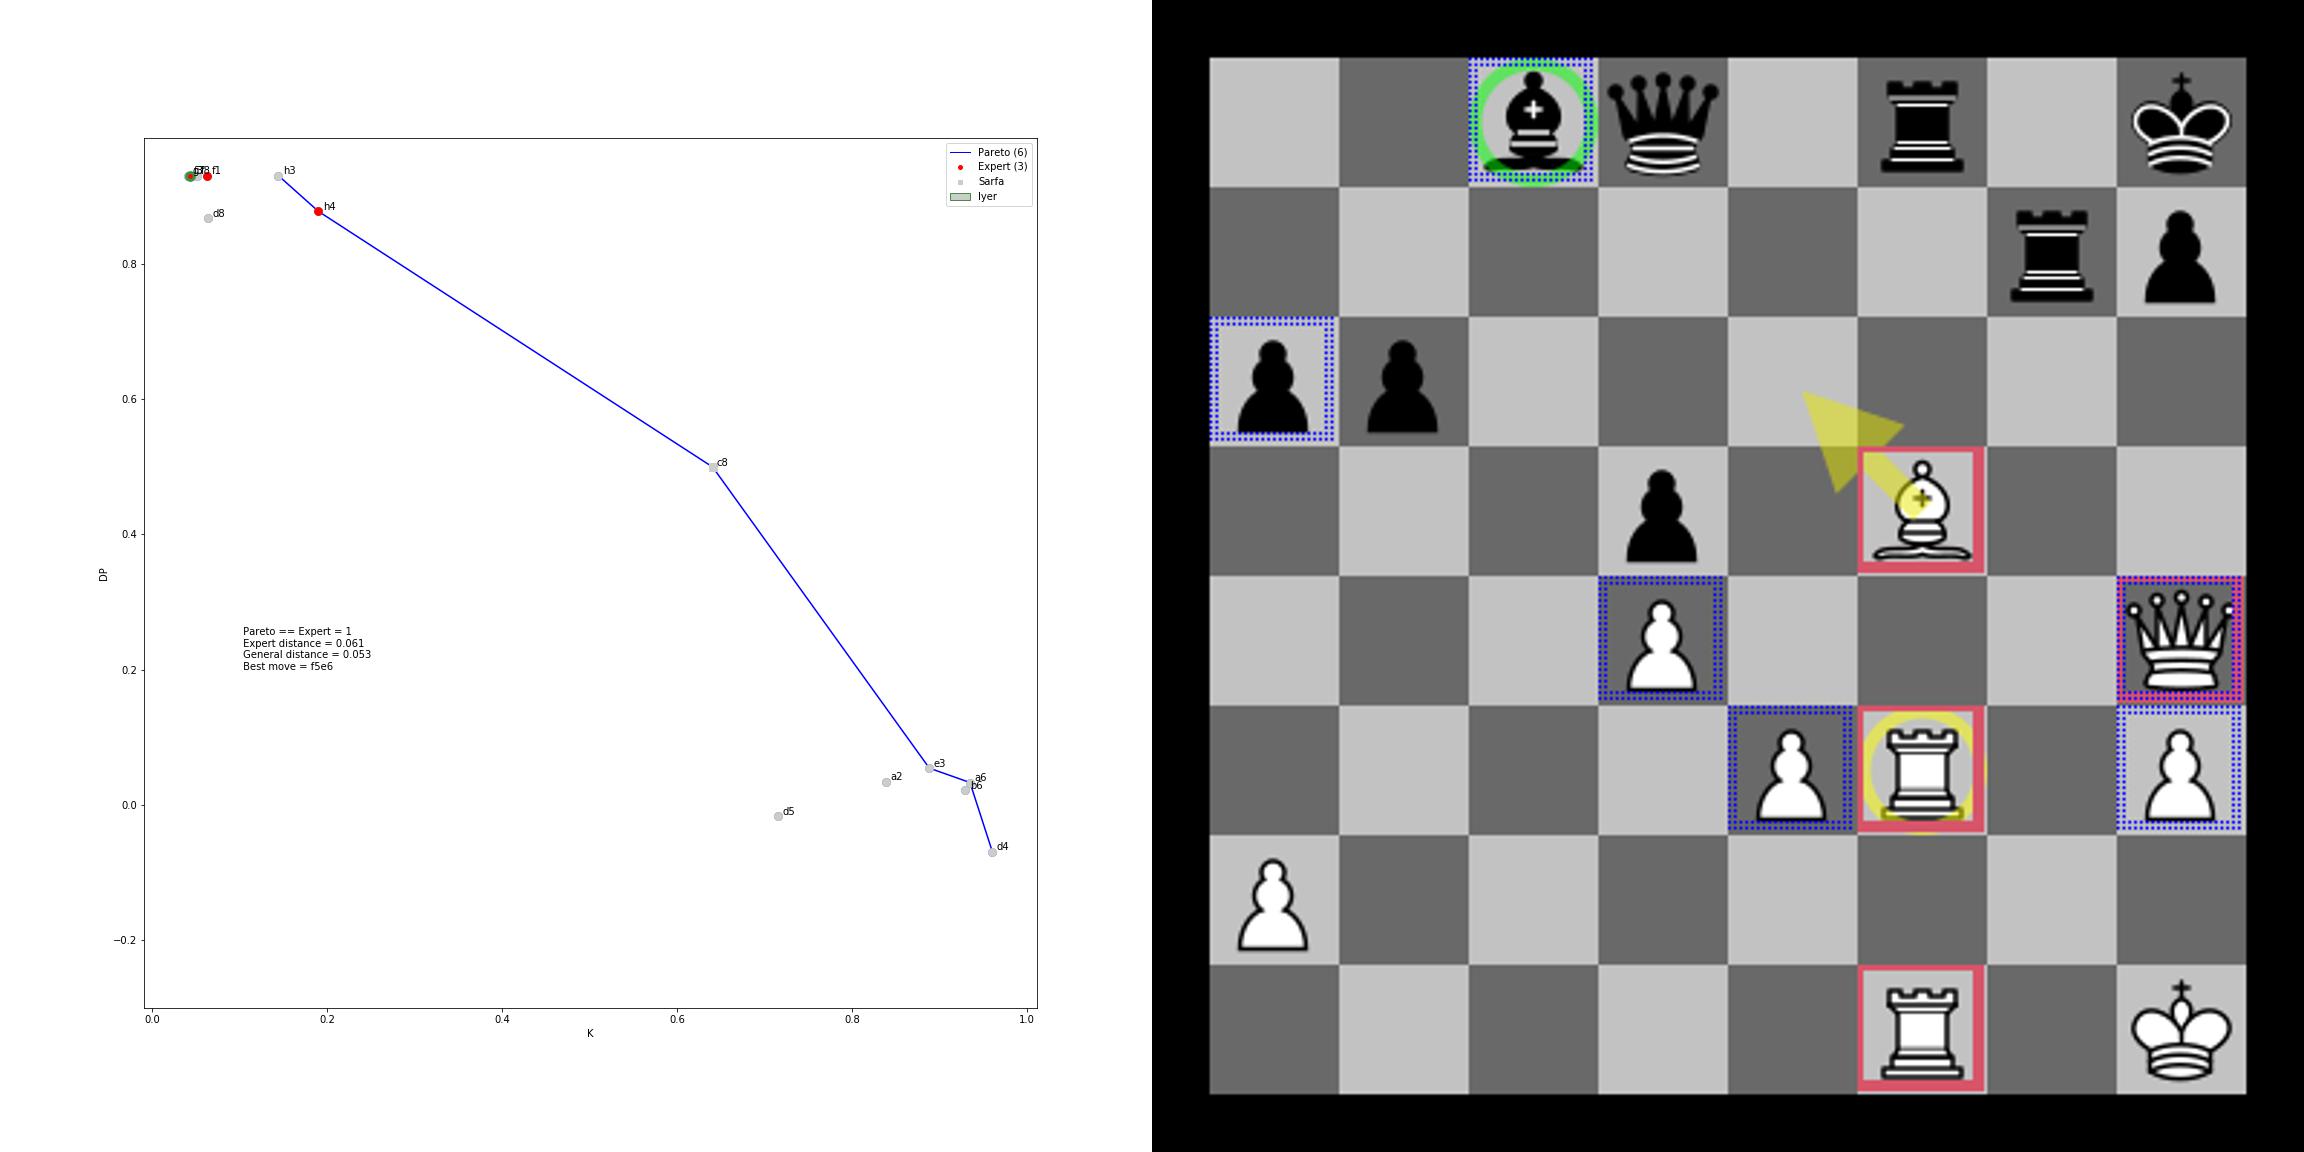 h3
f1
h4
d8
Pareto (6)
Expert (3)
Sarfa
Iyer
0.8
0.6
0.4
0.2
0.0
−0.2
DP
c8
Pareto == Expert = 1
Expert distance = 0.061
General distance = 0.053
Best move = f5e6
e3
a2
a6
b6
d5
d4
0.0
0.2
0.4
0.6
0.8
1.0
K